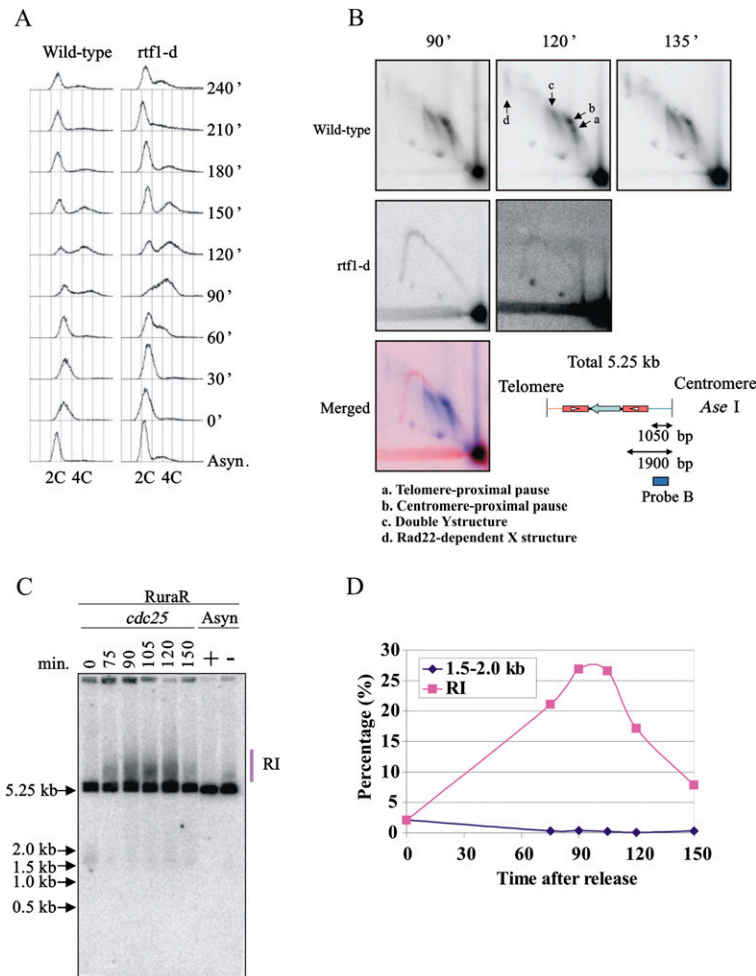 A
Wild-type rtf1-d
240’
210’
180’
150’
120’
90’
60’
30’
0’
Asyn.
2C 4C 2C 4C
B
90’ 120’ 135’
Wild-type
c
b
a
d
rtf1-d
Merged
Total 5.25 kb
Telomere Centromere
Ase I
1050 bp
1900 bp
Probe B
a. Telomere-proximal pause
b. Centromere-proximal pause
c. Double Ystructure
d. Rad22-dependent X structure
C
RuraR
cdc25 Asyn
min. 0 75 90 105 120 150 + -
RI
5.25 kb
2.0 kb
1.5 kb
1.0 kb
0.5 kb
D
30
25
20
15
10
5
0
Percentage (%)
1.5-2.0 kb
RI
0 30 60 90 120 150
Time after release